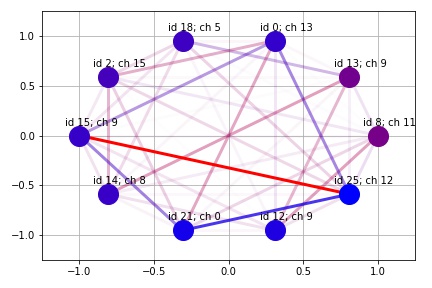 id 18; ch 5
id 0; ch 13
id 2; ch 15
id 13; ch 9
id 15; ch 9
id 8; ch 11
id 14; ch 8
id 25; ch 12
id 21; ch 0
id 12; ch 9
1.0
0.5
0.0
−0.5
−1.0
−1.0
−0.5
0.0
0.5
1.0